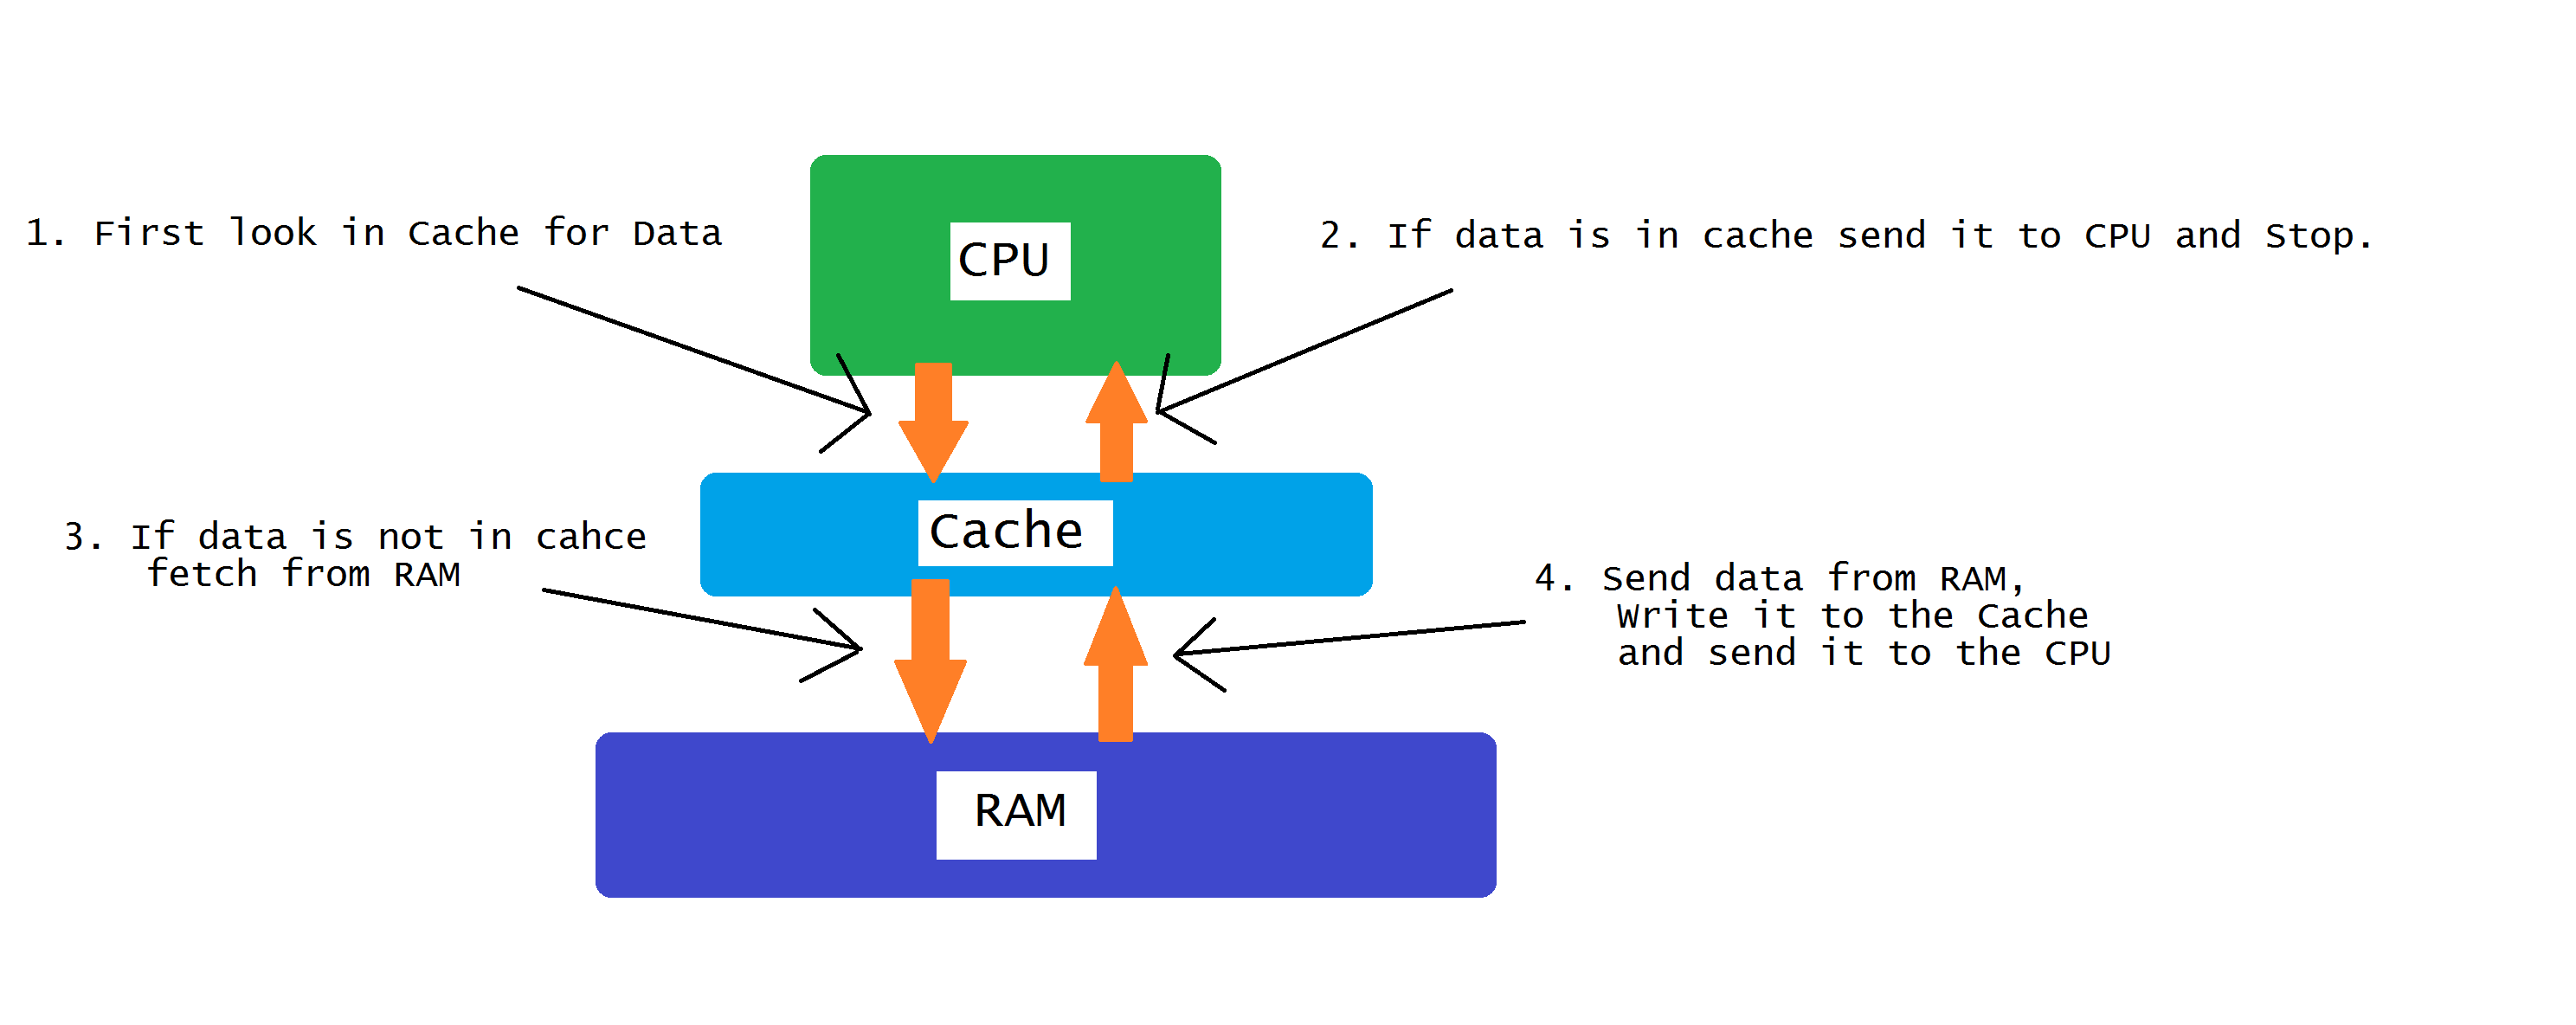 1. First look in Cache for Data
2. If data is in cache send it to CPU and Stop.
CPU
Cache
3. If data is not in cahce
fetch from RAM
4. Send data from RAM,
Write it to the Cache
and send it to the CPU
RAM